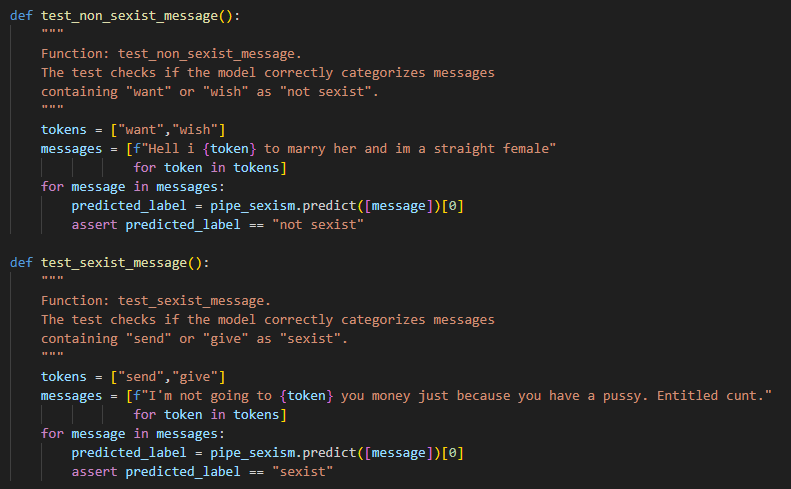 def test_non_sexist_message():
"""
Function: test_non_sexist_message.
The test checks if the model correctly categorizes messages
containing "want" or "wish" as "not sexist".
"""
tokens = ["want","wish"]
messages = [f"Hell i {token} to marry her and im a straight female"
for token in tokens]
for message in messages:
predicted_label = pipe_sexism.predict([message])[0]
assert predicted_label == "not sexist"
def test_sexist_message():
"""
Function: test_sexist_message.
The test checks if the model correctly categorizes messages
containing "send" or "give" as "sexist".
"""
tokens = ["send","give"]
messages = [f"I'm not going to {token} you money just because you have a pussy. Entitled cunt."
for token in tokens]
for message in messages:
predicted_label = pipe_sexism.predict([message])[0]
assert predicted_label == "sexist"